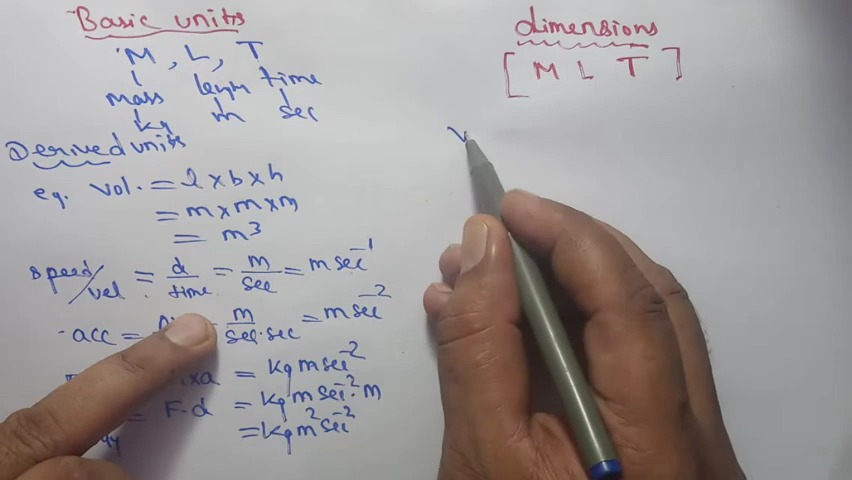 Basic units
M, L, T
mass length time
kg m sec
Derived units
eg. Vol. = l x b x h
= m x m x m
= m³
speed/vel. = d/time = m/sec = m sec⁻¹
acc = m/sec.sec = m sec⁻²
xa = kg m sec⁻²
= F.d = kg m sec⁻². m
= kg m² sec⁻²
dimensions
[M L T]